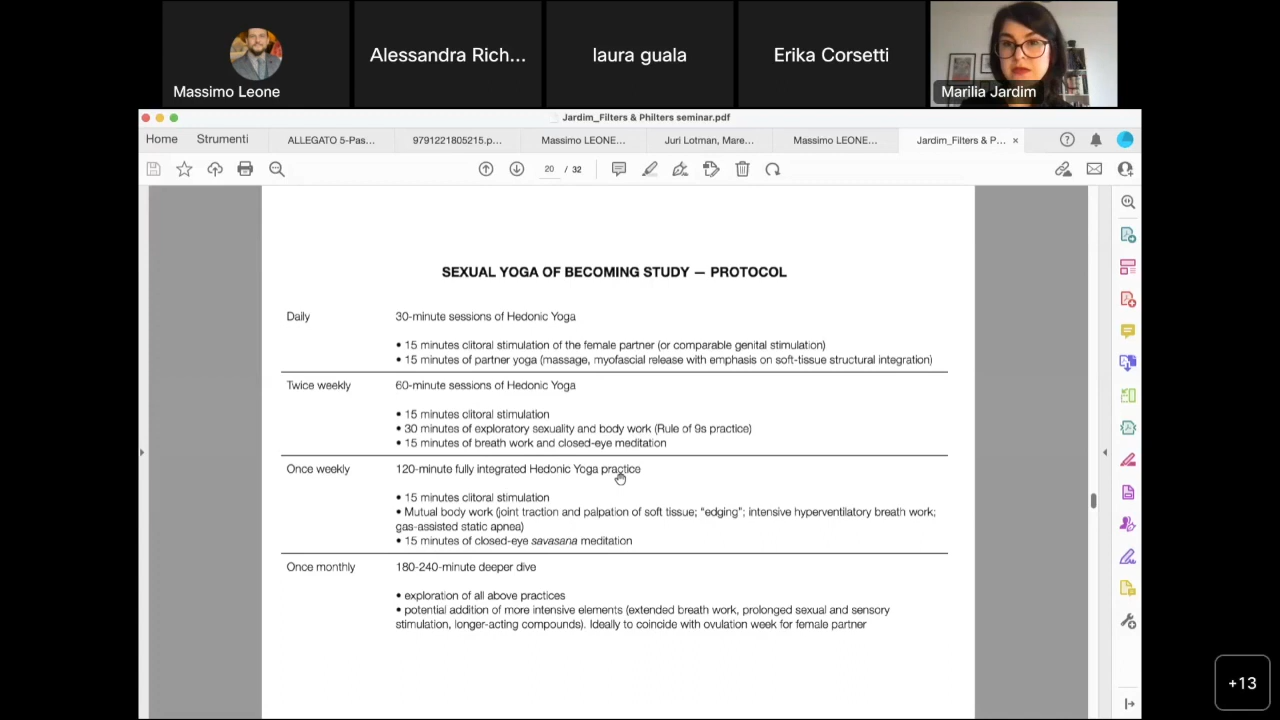 Massimo Leone
Alessandra Rich...
laura guala
Erika Corsetti
Marilia Jardim
Jardim_Filters & Philters seminar.pdf
Home
Strumenti
ALLEGATO 5-Pas...
9791221805215.p...
Massimo LEONE...
Juri Lotman, Mare...
Massimo LEONE...
Jardim_Filters & P...
20 / 32
SEXUAL YOGA OF BECOMING STUDY — PROTOCOL
Daily
30-minute sessions of Hedonic Yoga
• 15 minutes clitoral stimulation of the female partner (or comparable genital stimulation)
• 15 minutes of partner yoga (massage, myofascial release with emphasis on soft-tissue structural integration)
Twice weekly
60-minute sessions of Hedonic Yoga
• 15 minutes clitoral stimulation
• 30 minutes of exploratory sexuality and body work (Rule of 9s practice)
• 15 minutes of breath work and closed-eye meditation
Once weekly
120-minute fully integrated Hedonic Yoga practice
• 15 minutes clitoral stimulation
• Mutual body work (joint traction and palpation of soft tissue; “edging”; intensive hyperventilatory breath work;
gas-assisted static apnea)
• 15 minutes of closed-eye savasana meditation
Once monthly
180-240-minute deeper dive
• exploration of all above practices
• potential addition of more intensive elements (extended breath work, prolonged sexual and sensory
stimulation, longer-acting compounds). Ideally to coincide with ovulation week for female partner
+13